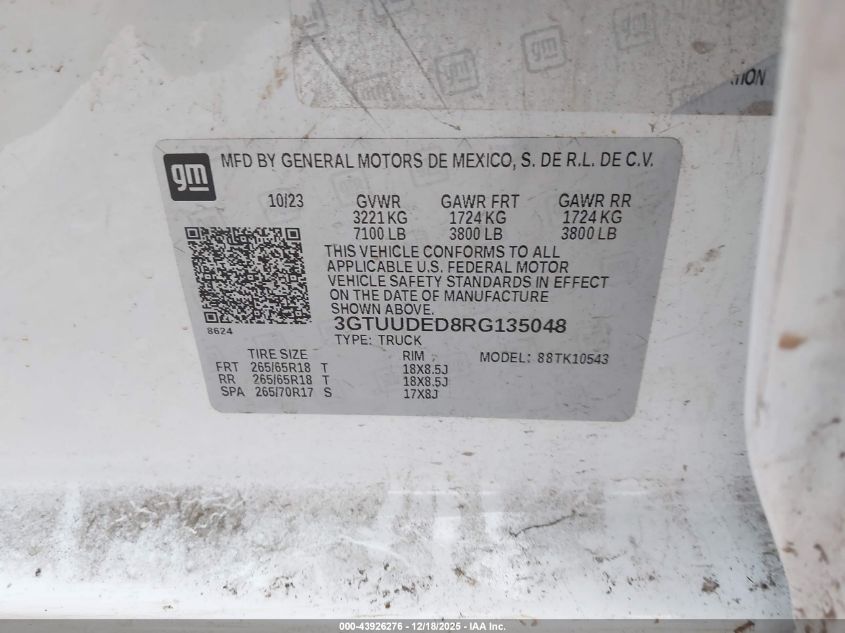 gm
gm
gm
TION
gm
MFD BY GENERAL MOTORS DE MEXICO, S. DE R.L. DE C.V.
10/23 GVWR GAWR FRT GAWR RR
3221 KG 1724 KG 1724 KG
7100 LB 3800 LB 3800 LB
THIS VEHICLE CONFORMS TO ALL
APPLICABLE U.S. FEDERAL MOTOR
VEHICLE SAFETY STANDARDS IN EFFECT
ON THE DATE OF MANUFACTURE
SHOWN ABOVE.
8624
3GTUUDED8RG135048
TYPE: TRUCK
TIRE SIZE RIM MODEL: 88TK10543
FRT 265/65R18 T 18X8.5J
RR 265/65R18 T 18X8.5J
SPA 265/70R17 S 17X8J
000-43926276 - 12/18/2025 - IAA Inc.